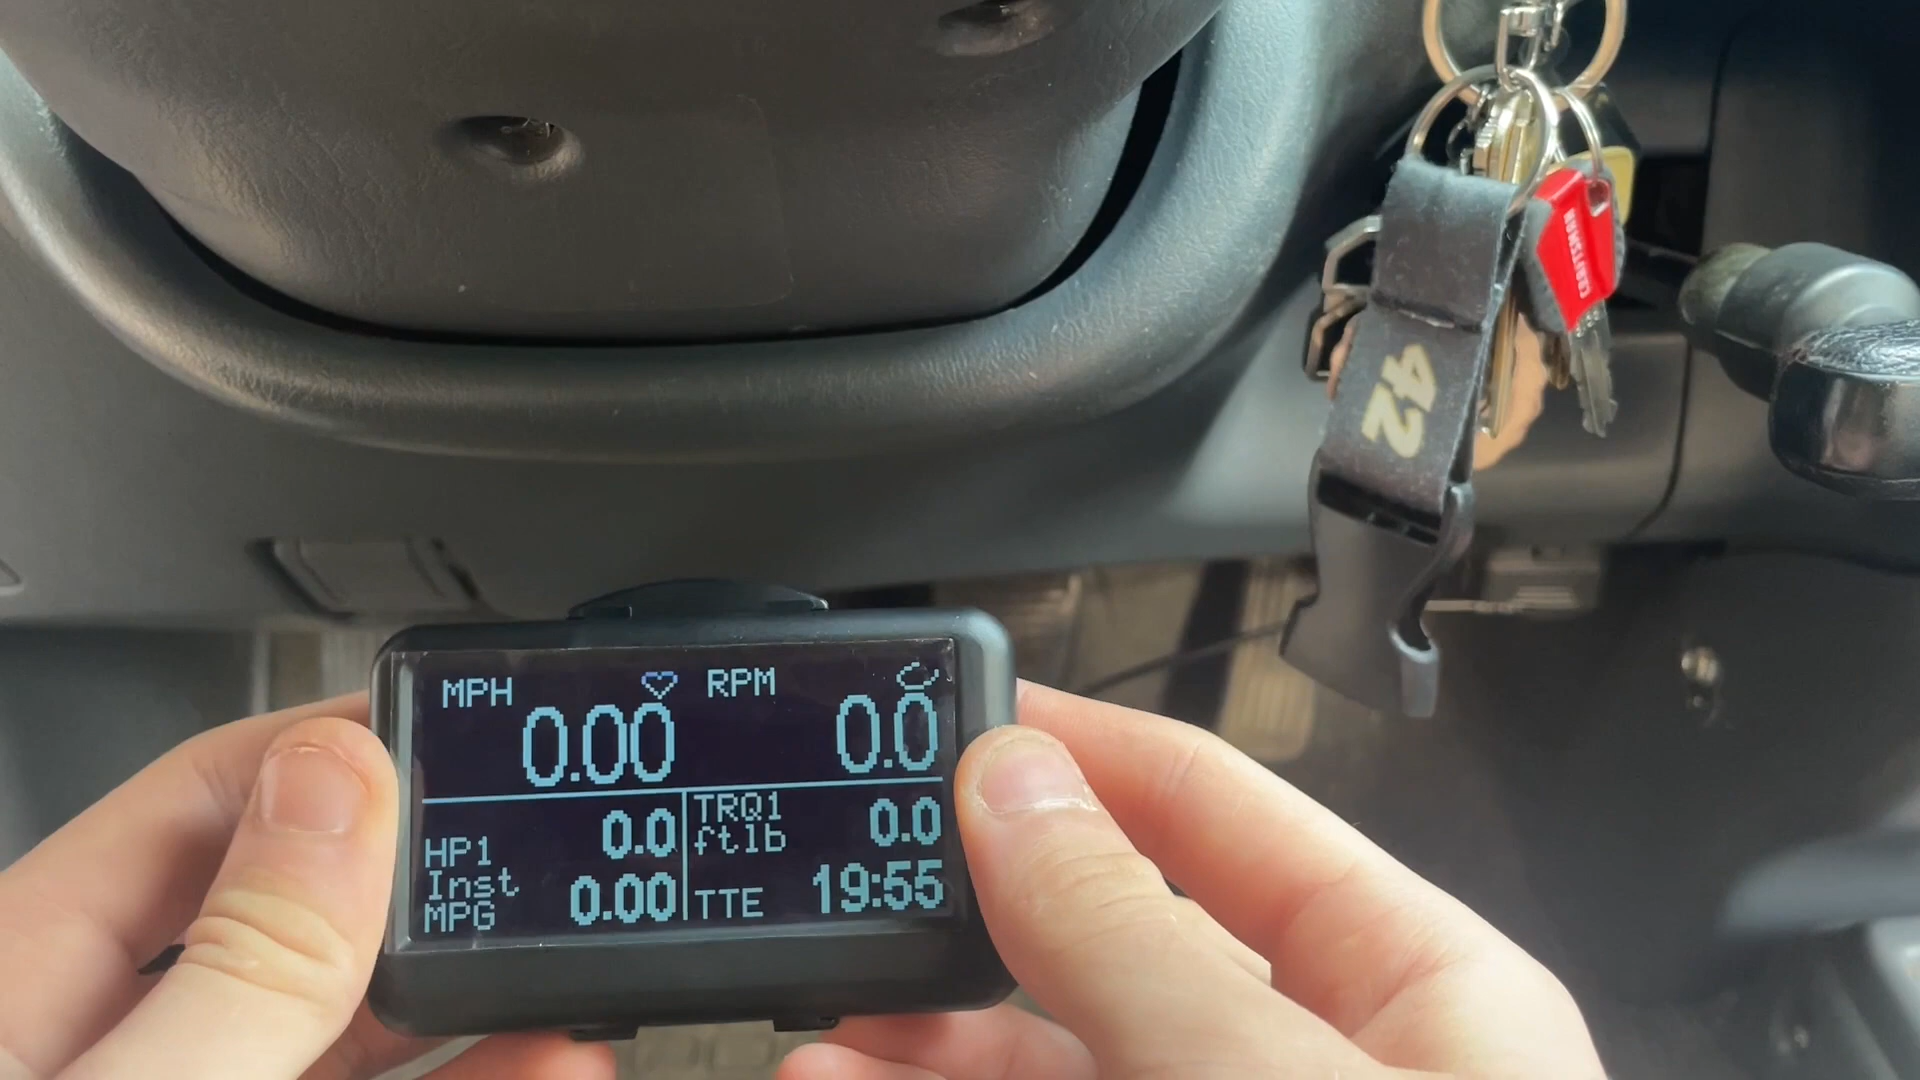 MPH 0.00
RPM 0.0
HP1 0.0
TRQ1
ftlb 0.0
Inst
MPG 0.00
TTE 19:55
CRAFTSMAN
42